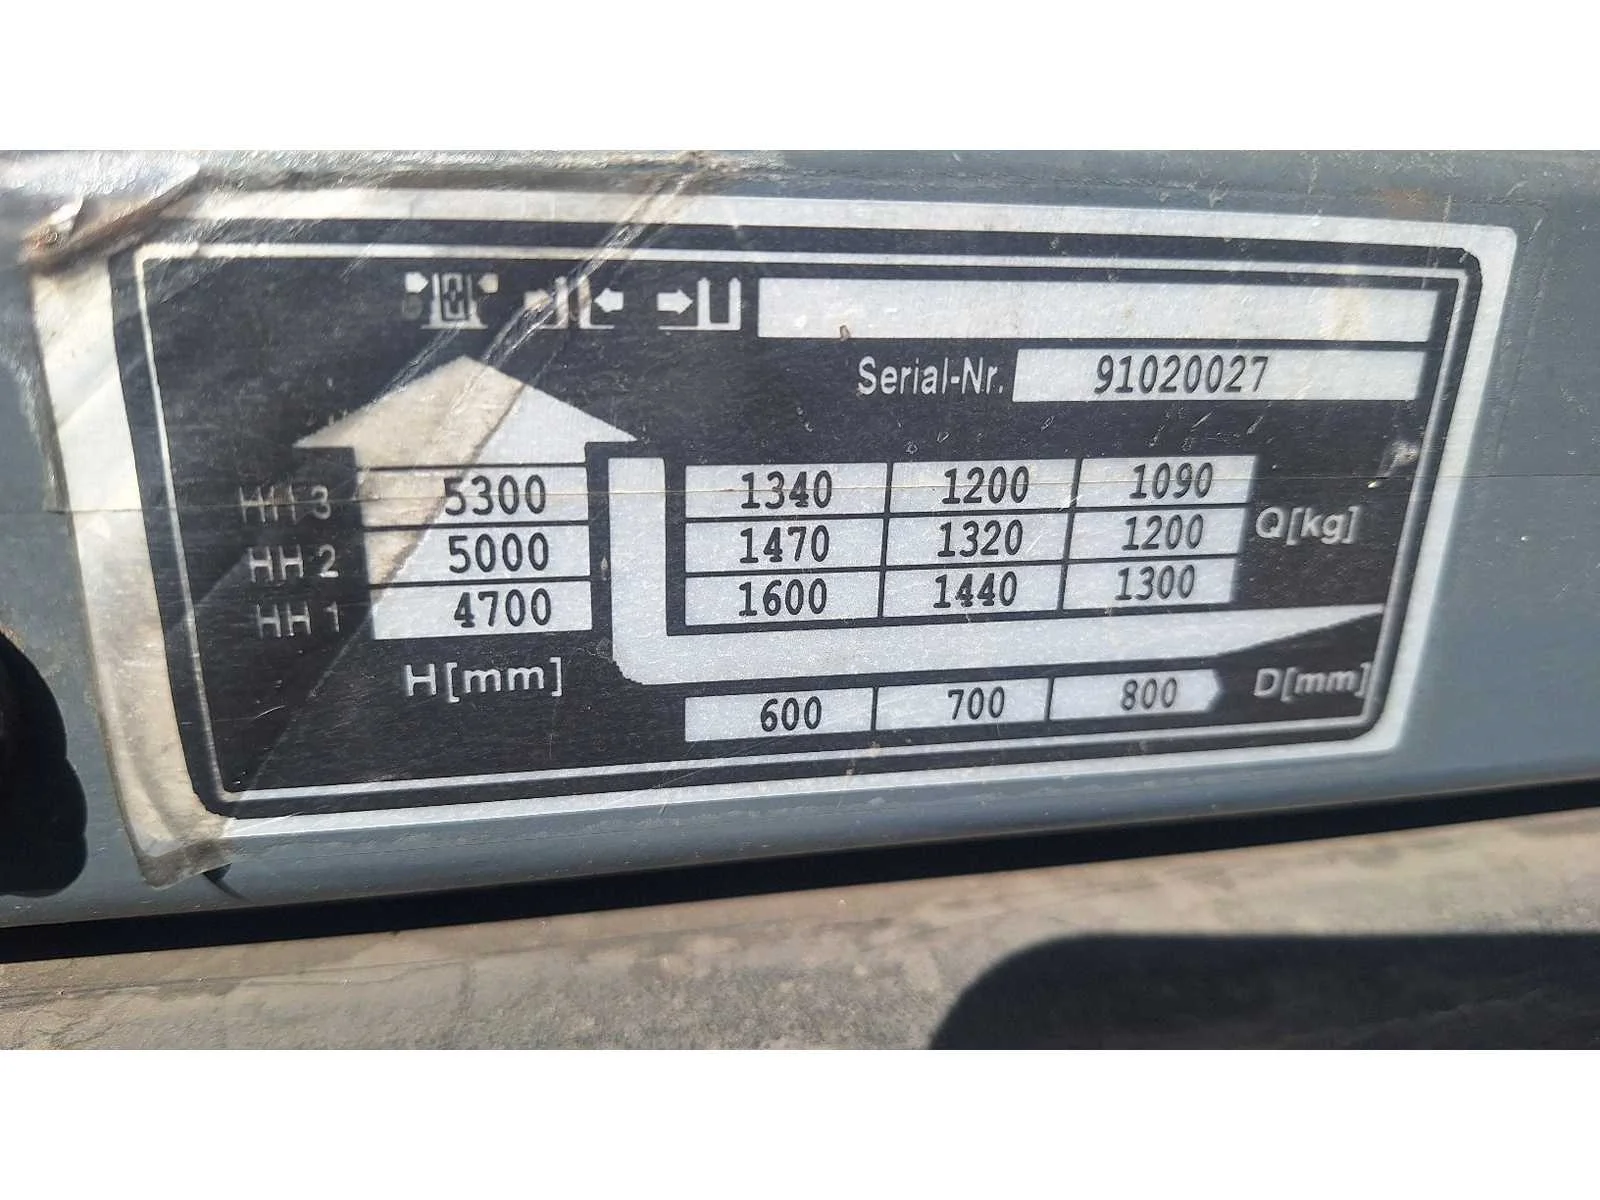 Serial-Nr. 91020027
HH 3 5300 1340 1200 1090
HH 2 5000 1470 1320 1200 Q[kg]
HH 1 4700 1600 1440 1300
H[mm] 600 700 800 D[mm]